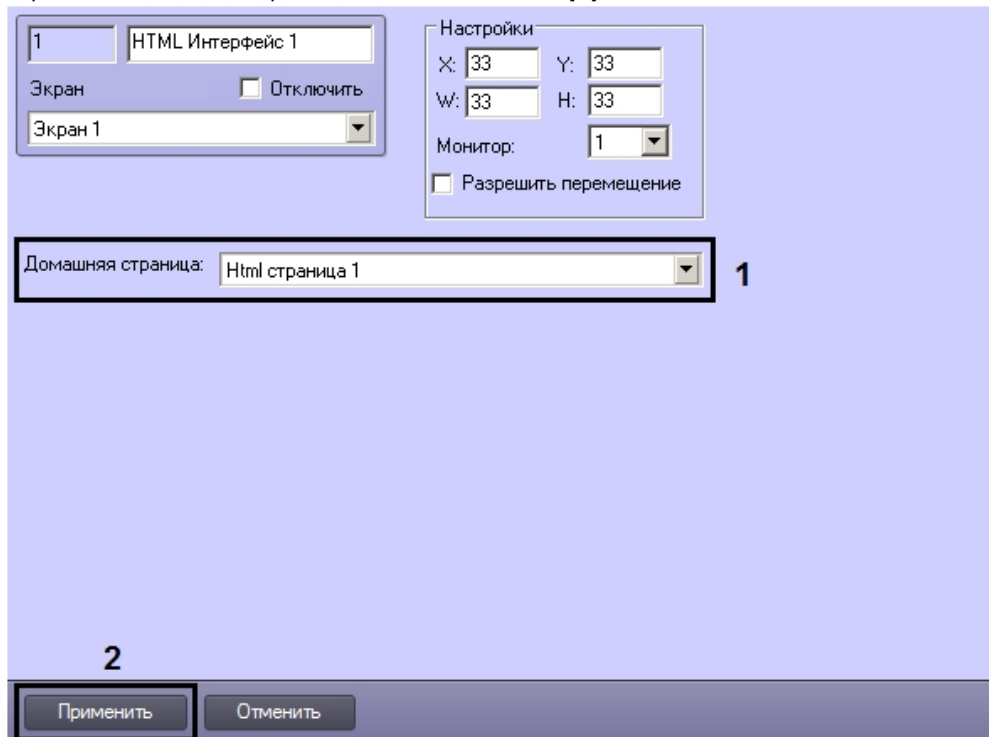 1
HTML Интерфейс 1
Экран
Отключить
Экран 1
Настройки
X: 33 Y: 33
W: 33 H: 33
Монитор: 1
Разрешить перемещение
Домашняя страница: Html страница 1
1
2
Применить Отменить